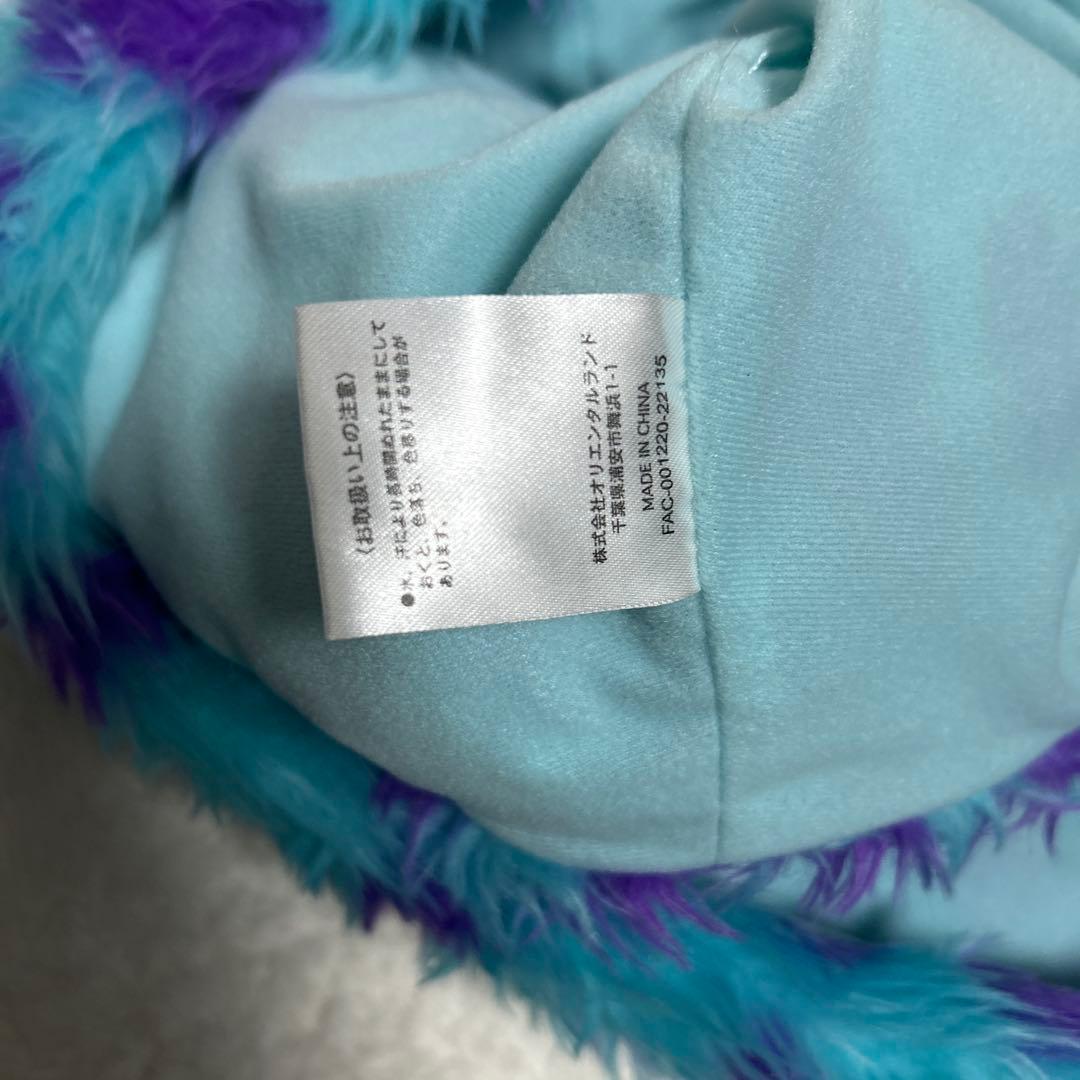 〈お取扱い上の注意〉
●水、汗により長時間ぬれたままにして
おくと、色落ち、色移りする場合が
あります。
株式会社オリエンタルランド
千葉県浦安市舞浜1-1
MADE IN CHINA
FAC-001220-22135